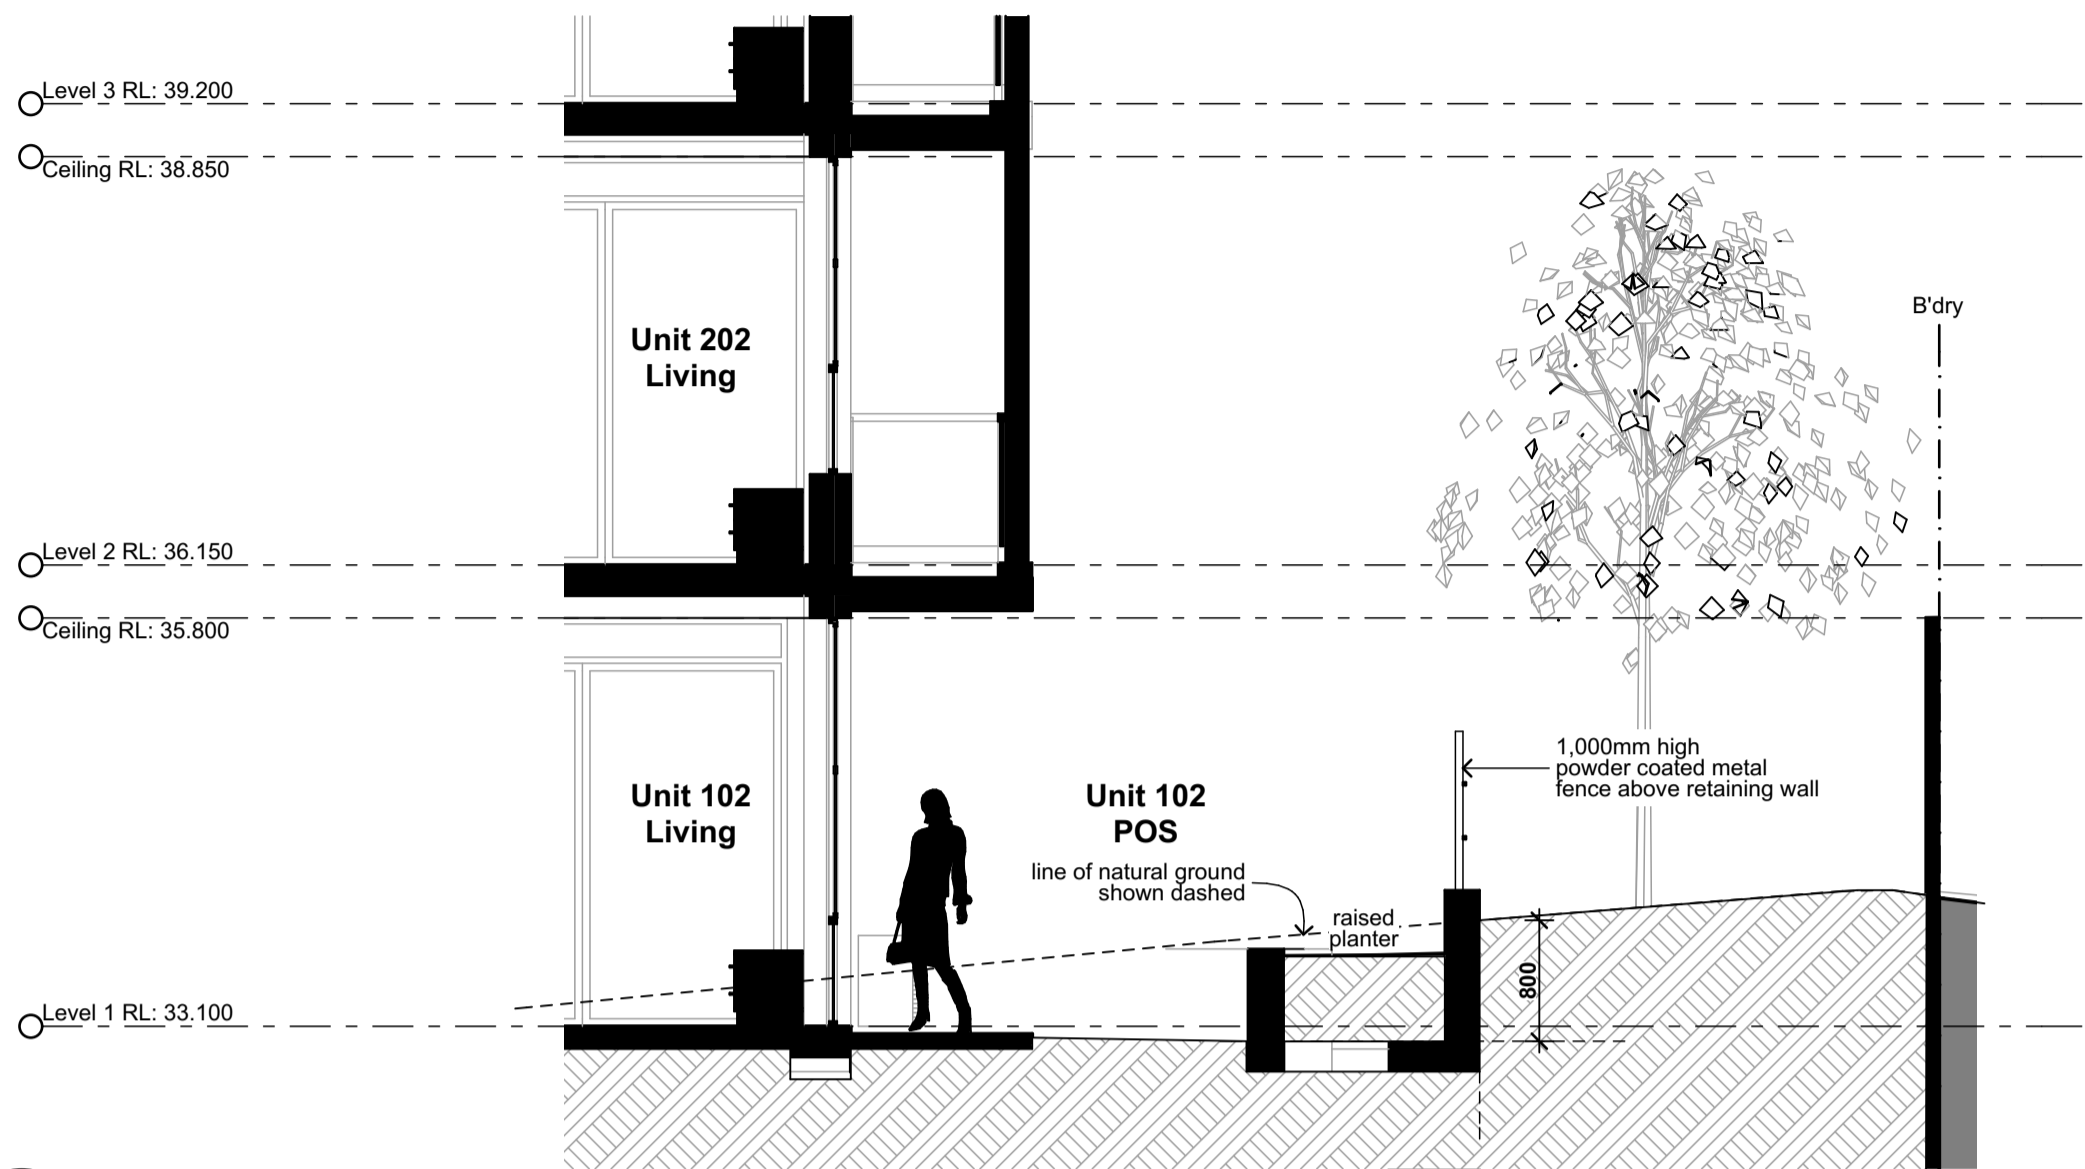 Level 3 RL: 39.200
Ceiling RL: 38.850
B'dry
Unit 202
Living
Level 2 RL: 36.150
Ceiling RL: 35.800
1,000mm high
powder coated metal
fence above retaining wall
Unit 102
Living
Unit 102
POS
line of natural ground
shown dashed
raised
planter
800
Level 1 RL: 33.100